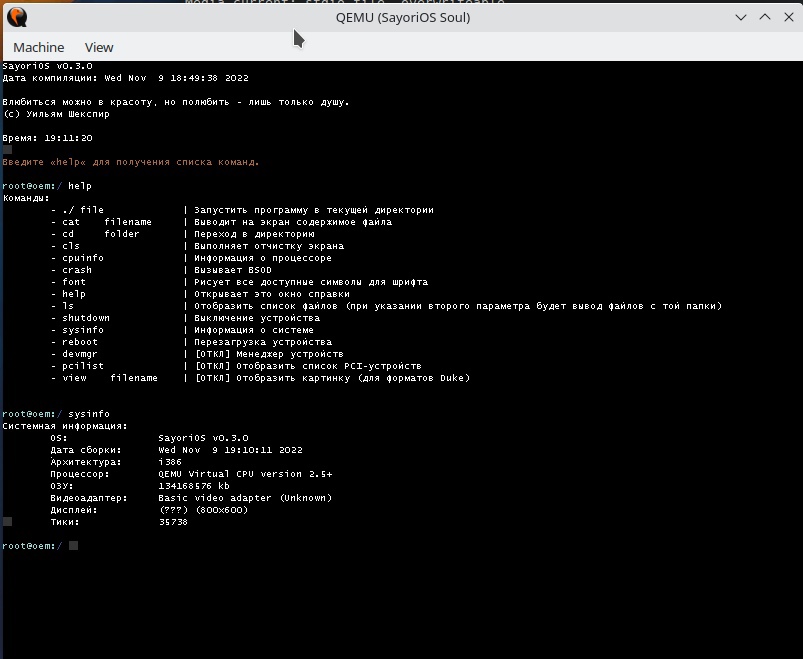 QEMU (SayoriOS Soul)
Machine View
SayoriOS v0.3.0
Дата компиляции: Wed Nov 9 18:49:38 2022
Влюбиться можно в красоту, но полюбить - лишь только душу.
(c) Уильям Шекспир
Время: 19:11:20
Введите «help« для получения списка команд.
root@oem:/ help
Команды:
- ./ file | Запустить программу в текущей директории
- cat filename | Выводит на экран содержимое файла
- cd folder | Переход в директорию
- cls | Выполняет отчистку экрана
- cpuinfo | Информация о процессоре
- crash | Вызывает BSOD
- font | Рисует все доступные символы для шрифта
- help | Открывает это окно справки
- ls | Отобразить список файлов (при указании второго параметра будет вывод файлов с той папки)
- shutdown | Выключение устройства
- sysinfo | Информация о системе
- reboot | Перезагрузка устройства
- devmgr | [ОТКЛ] Менеджер устройств
- pcilist | [ОТКЛ] Отобразить список PCI-устройств
- view filename | [ОТКЛ] Отобразить картинку (для форматов Duke)
root@oem:/ sysinfo
Системная информация:
OS: SayoriOS v0.3.0
Дата сборки: Wed Nov 9 19:10:11 2022
Архитектура: i386
Процессор: QEMU Virtual CPU version 2.5+
ОЗУ: 134168576 kb
Видеоадаптер: Basic video adapter (Unknown)
Дисплей: (???) (800x600)
Тики: 35738
root@oem:/